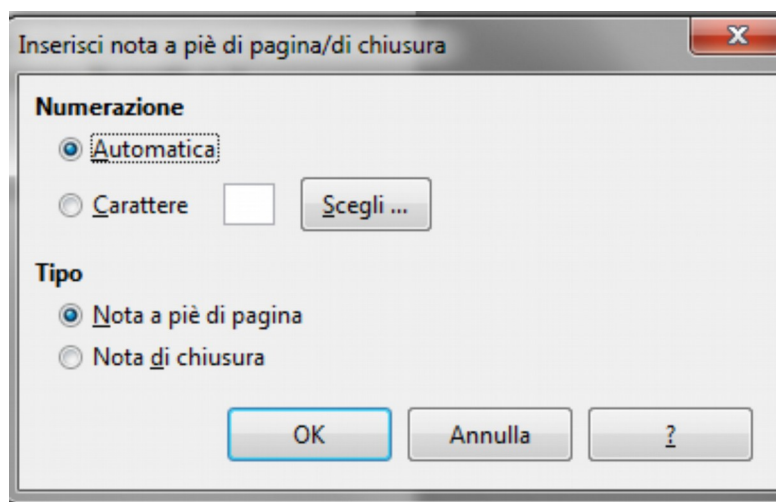 Inserisci nota a piè di pagina/di chiusura
Numerazione
Automatica
Carattere Scegli ...
Tipo
Nota a piè di pagina
Nota di chiusura
OK Annulla ?